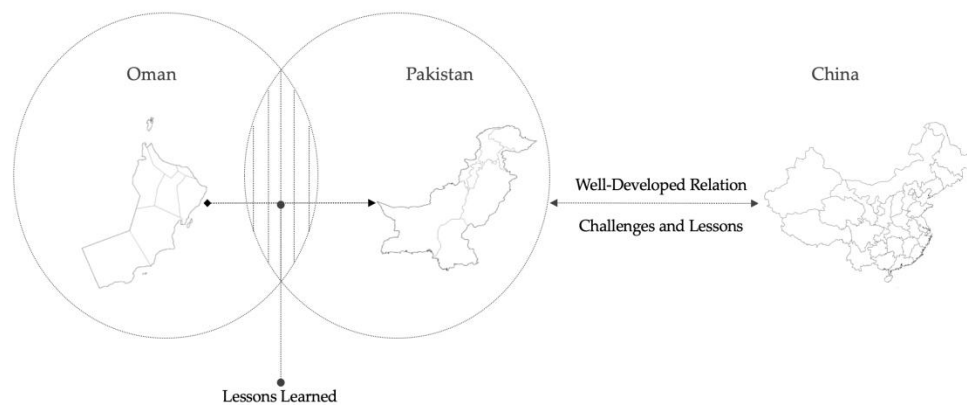 Oman
Pakistan
China
Well-Developed Relation
Challenges and Lessons
Lessons Learned